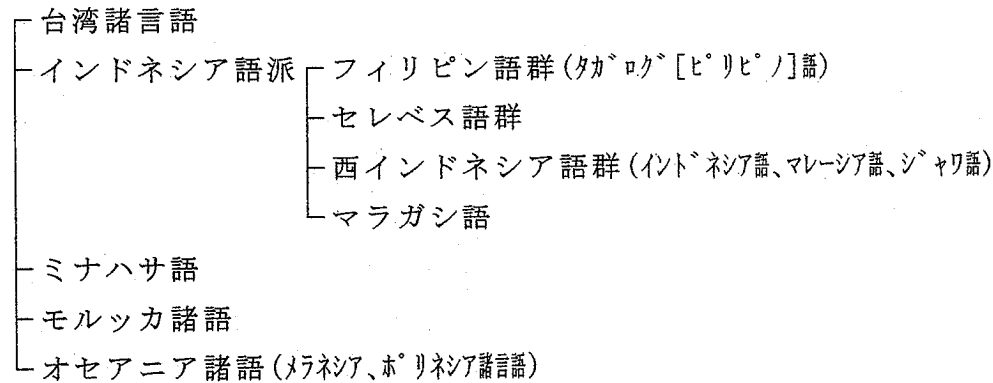 台湾諸言語
インドネシア語派 フィリピン語群(タガログ[ピリピノ]語)
セレベス語群
西インドネシア語群(インドネシア語、マレーシア語、ジャワ語)
マラガシ語
ミナハサ語
モルッカ諸語
オセアニア諸語(メラネシア、ポリネシア諸言語)